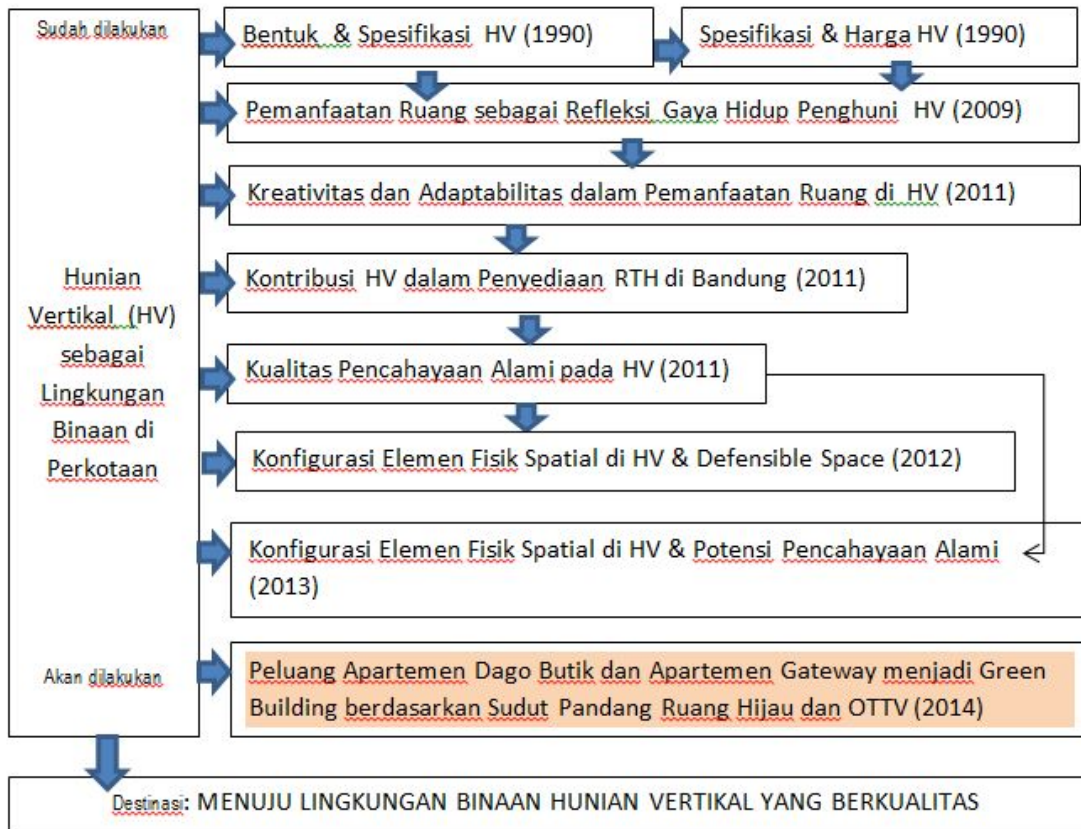 Sudah dilakukan
Bentuk & Spesifikasi HV (1990)
Spesifikasi & Harga HV (1990)
Pemanfaatan Ruang sebagai Refleksi Gaya Hidup Penghuni HV (2009)
Kreativitas dan Adaptabilitas dalam Pemanfaatan Ruang di HV (2011)
Hunian
Vertikal (HV)
sebagai
Lingkungan
Binaan di
Perkotaan
Kontribusi HV dalam Penyediaan RTH di Bandung (2011)
Kualitas Pencahayaan Alami pada HV (2011)
Konfigurasi Elemen Fisik Spatial di HV & Defensible Space (2012)
Konfigurasi Elemen Fisik Spatial di HV & Potensi Pencahayaan Alami
(2013)
Akan dilakukan
Peluang Apartemen Dago Butik dan Apartemen Gateway menjadi Green
Building berdasarkan Sudut Pandang Ruang Hijau dan OTTV (2014)
Destinasi: MENUJU LINGKUNGAN BINAAN HUNIAN VERTIKAL YANG BERKUALITAS